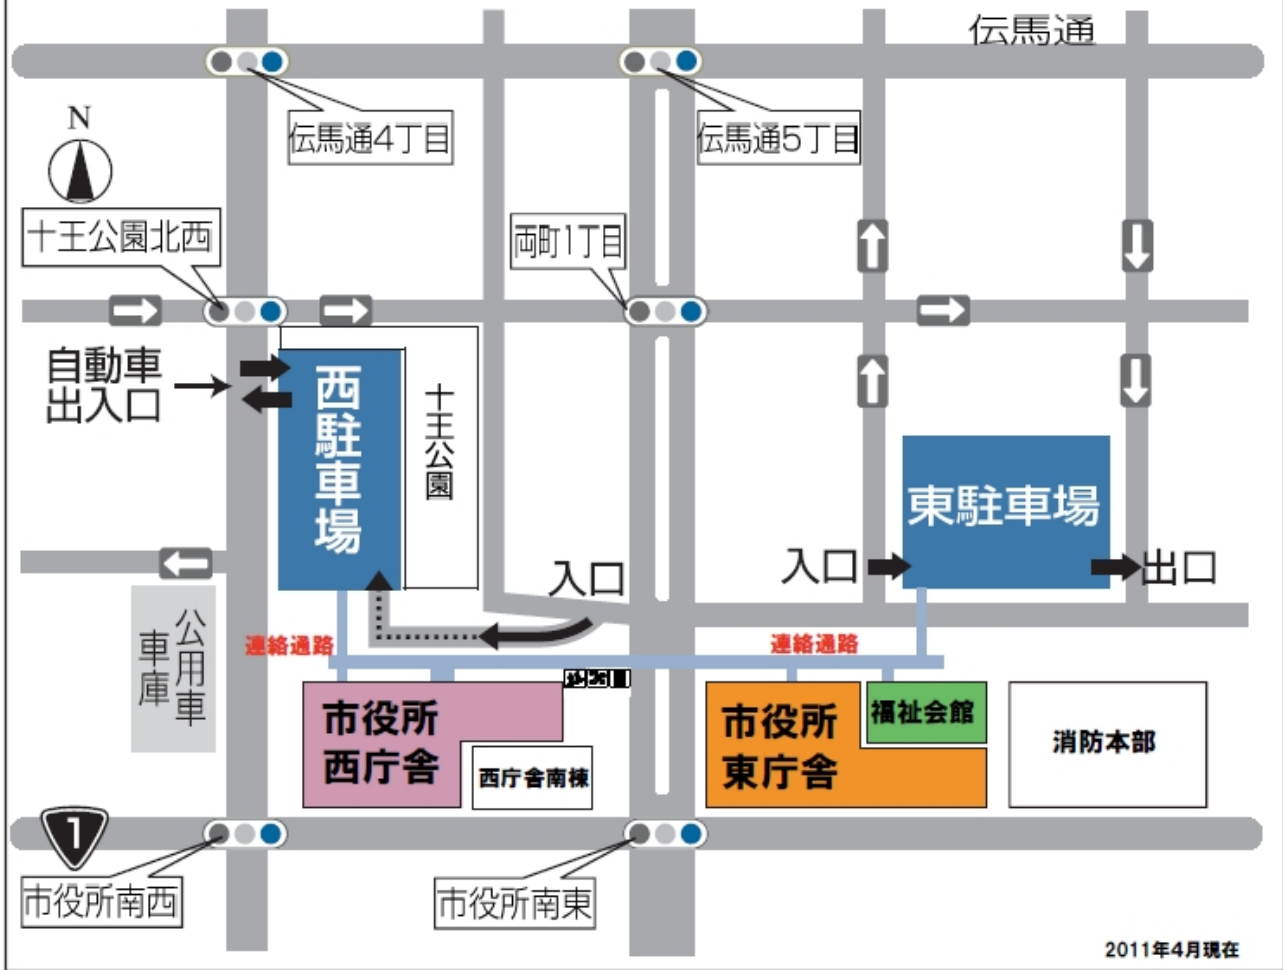 伝馬通
伝馬通4丁目
伝馬通5丁目
N
十王公園北西
両町1丁目
自動車
出入口
西駐車場
十王公園
東駐車場
入口
入口
出口
公用車
車庫
連絡通路
連絡通路
市役所
西庁舎
西庁舎南棟
市役所
東庁舎
福祉会館
消防本部
1
市役所南西
市役所南東
2011年4月現在